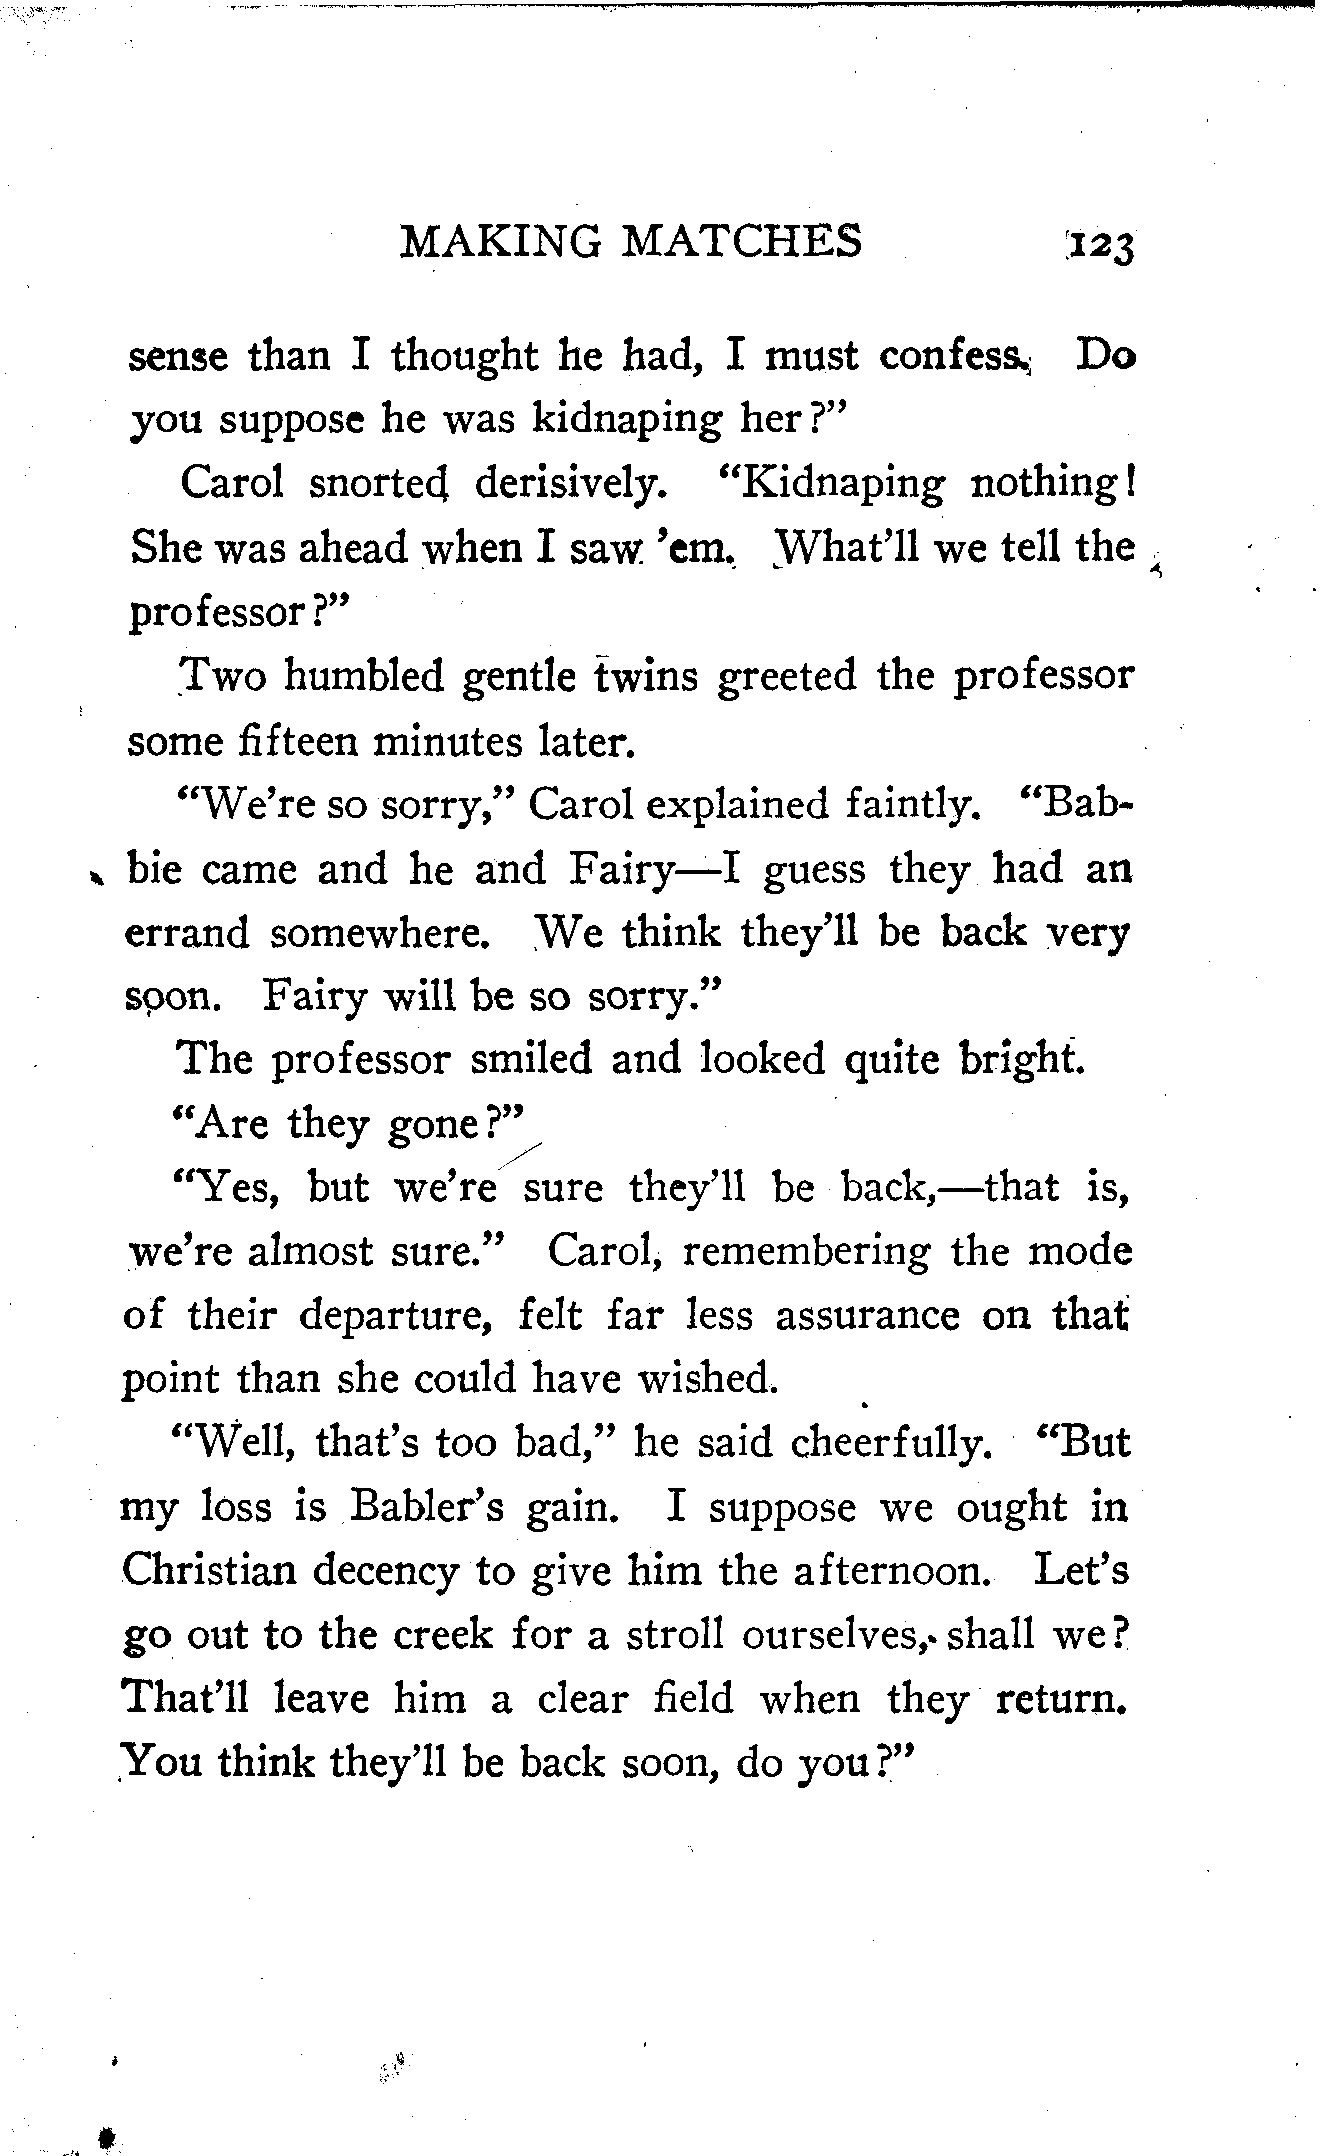 MAKING MATCHES 123
sense than I thought he had, I must confess. Do
you suppose he was kidnaping her?”
Carol snorted derisively. “Kidnaping nothing!
She was ahead when I saw ’em. What’ll we tell the
professor?”
Two humbled gentle twins greeted the professor
some fifteen minutes later.
“We’re so sorry,” Carol explained faintly. “Bab-
bie came and he and Fairy—I guess they had an
errand somewhere. We think they’ll be back very
soon. Fairy will be so sorry.”
The professor smiled and looked quite bright.
“Are they gone?”
“Yes, but we’re sure they’ll be back,—that is,
we’re almost sure.” Carol, remembering the mode
of their departure, felt far less assurance on that
point than she could have wished.
“Well, that’s too bad,” he said cheerfully. “But
my loss is Babler’s gain. I suppose we ought in
Christian decency to give him the afternoon. Let’s
go out to the creek for a stroll ourselves, shall we?
That’ll leave him a clear field when they return.
You think they’ll be back soon, do you?”